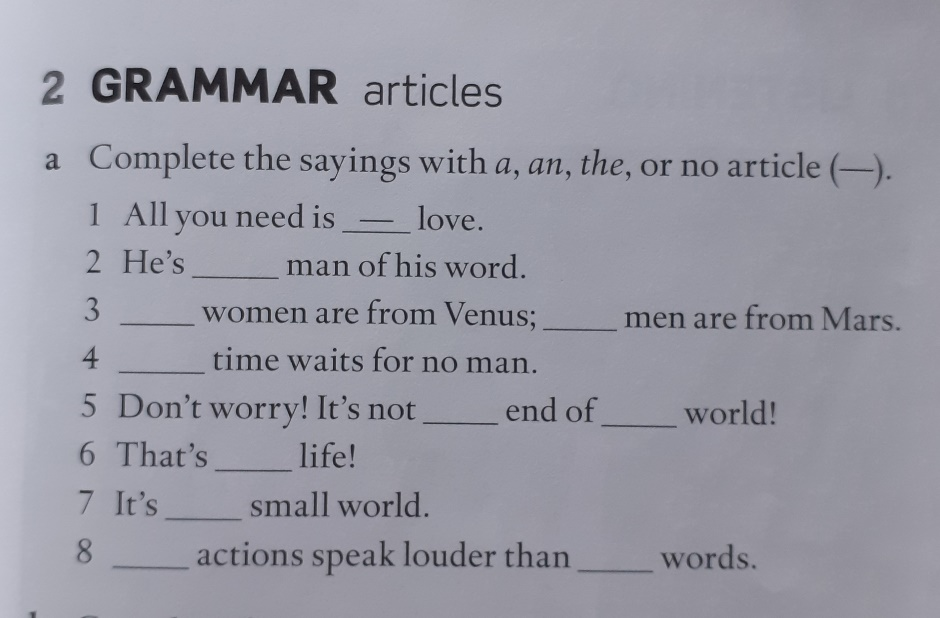 2 GRAMMAR articles
a Complete the sayings with a, an, the, or no article (—).
1 All you need is — love.
2 He's _____ man of his word.
3 _____ women are from Venus; _____ men are from Mars.
4 _____ time waits for no man.
5 Don't worry! It's not _____ end of _____ world!
6 That's _____ life!
7 It's _____ small world.
8 _____ actions speak louder than _____ words.